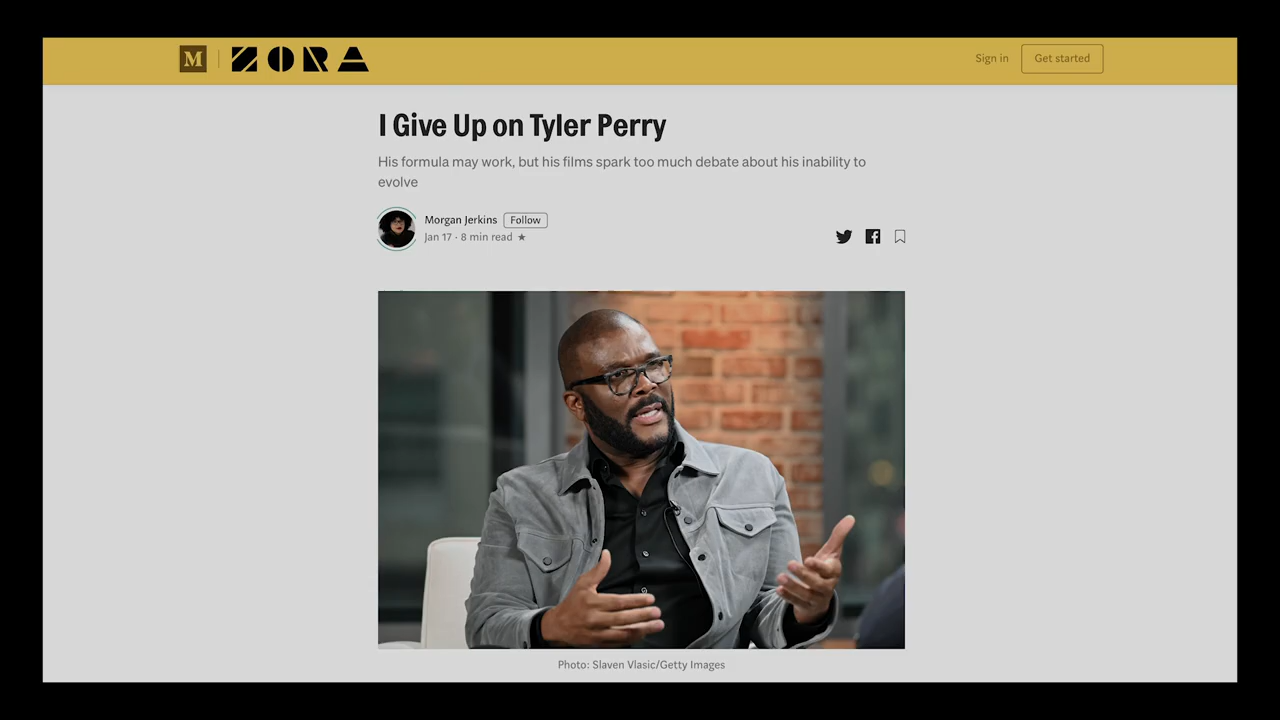 M ZORA
Sign in
Get started
I Give Up on Tyler Perry
His formula may work, but his films spark too much debate about his inability to
evolve
Morgan Jerkins Follow
Jan 17 · 8 min read ★
Photo: Slaven Vlasic/Getty Images